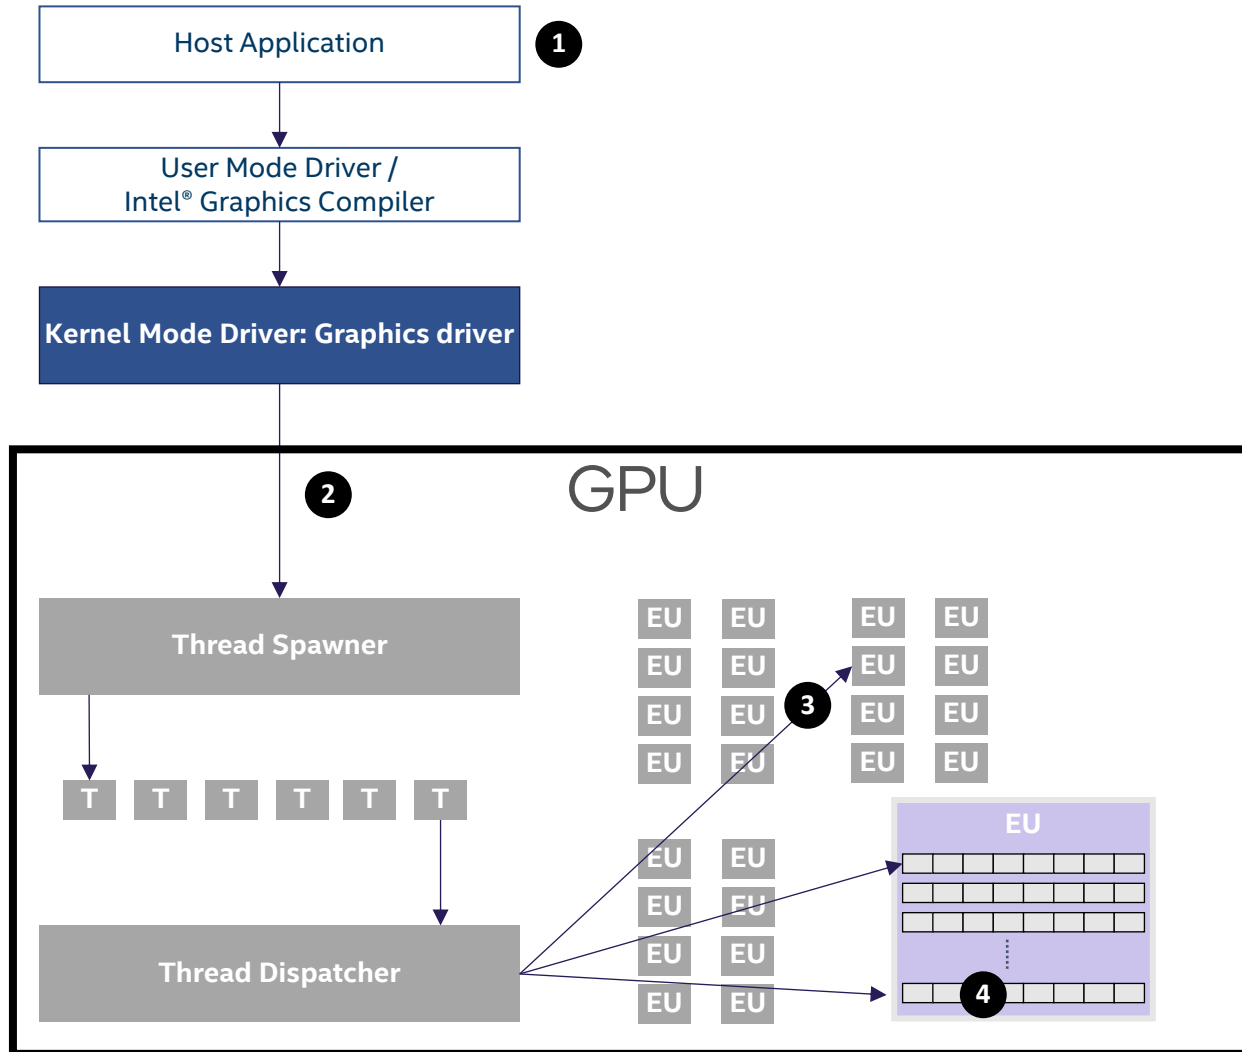 Host Application
1
User Mode Driver /
Intel® Graphics Compiler
Kernel Mode Driver: Graphics driver
2
GPU
Thread Spawner
EU EU EU EU
EU EU EU EU
3
EU EU EU EU
EU EU EU EU
T T T T T T
EU
EU EU
EU EU
EU EU
EU EU
Thread Dispatcher
4